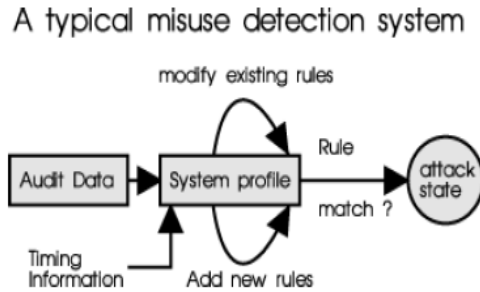 A typical misuse detection system
modify existing rules
Rule
Audit Data
System profile
attack
state
match ?
Timing
Information
Add new rules